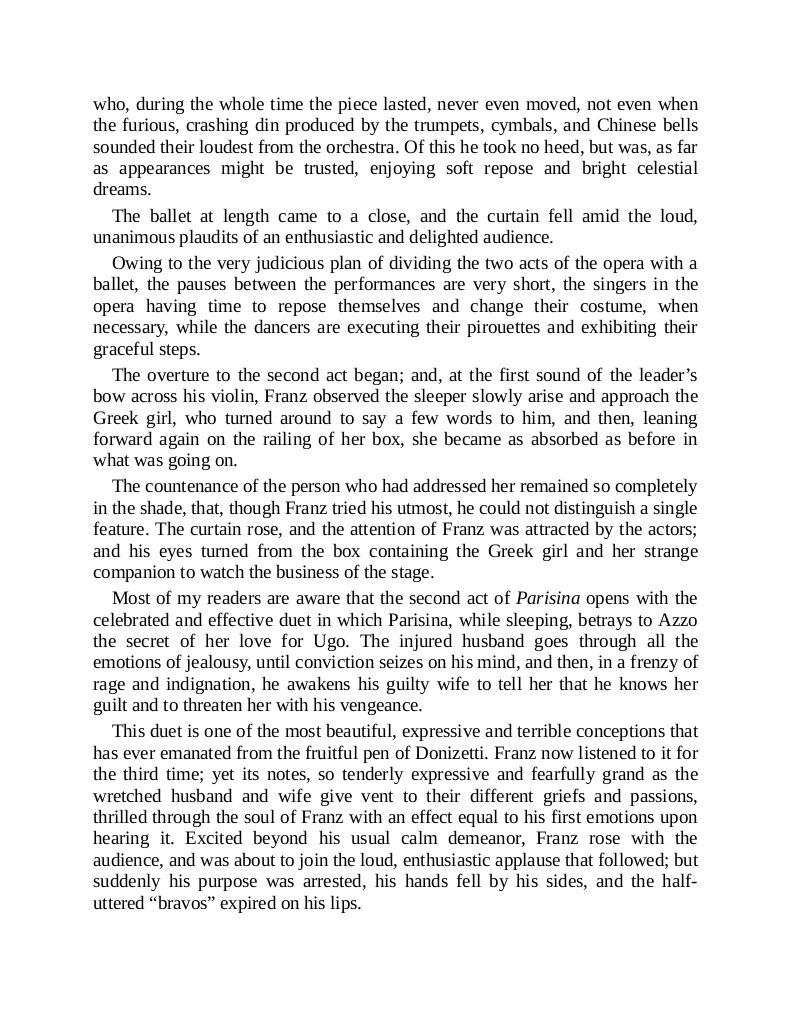 who, during the whole time the piece lasted, never even moved, not even when
the furious, crashing din produced by the trumpets, cymbals, and Chinese bells
sounded their loudest from the orchestra. Of this he took no heed, but was, as far
as appearances might be trusted, enjoying soft repose and bright celestial
dreams.
The ballet at length came to a close, and the curtain fell amid the loud,
unanimous plaudits of an enthusiastic and delighted audience.
Owing to the very judicious plan of dividing the two acts of the opera with a
ballet, the pauses between the performances are very short, the singers in the
opera having time to repose themselves and change their costume, when
necessary, while the dancers are executing their pirouettes and exhibiting their
graceful steps.
The overture to the second act began; and, at the first sound of the leader’s
bow across his violin, Franz observed the sleeper slowly arise and approach the
Greek girl, who turned around to say a few words to him, and then, leaning
forward again on the railing of her box, she became as absorbed as before in
what was going on.
The countenance of the person who had addressed her remained so completely
in the shade, that, though Franz tried his utmost, he could not distinguish a single
feature. The curtain rose, and the attention of Franz was attracted by the actors;
and his eyes turned from the box containing the Greek girl and her strange
companion to watch the business of the stage.
Most of my readers are aware that the second act of Parisina opens with the
celebrated and effective duet in which Parisina, while sleeping, betrays to Azzo
the secret of her love for Ugo. The injured husband goes through all the
emotions of jealousy, until conviction seizes on his mind, and then, in a frenzy of
rage and indignation, he awakens his guilty wife to tell her that he knows her
guilt and to threaten her with his vengeance.
This duet is one of the most beautiful, expressive and terrible conceptions that
has ever emanated from the fruitful pen of Donizetti. Franz now listened to it for
the third time; yet its notes, so tenderly expressive and fearfully grand as the
wretched husband and wife give vent to their different griefs and passions,
thrilled through the soul of Franz with an effect equal to his first emotions upon
hearing it. Excited beyond his usual calm demeanor, Franz rose with the
audience, and was about to join the loud, enthusiastic applause that followed; but
suddenly his purpose was arrested, his hands fell by his sides, and the half-
uttered “bravos” expired on his lips.